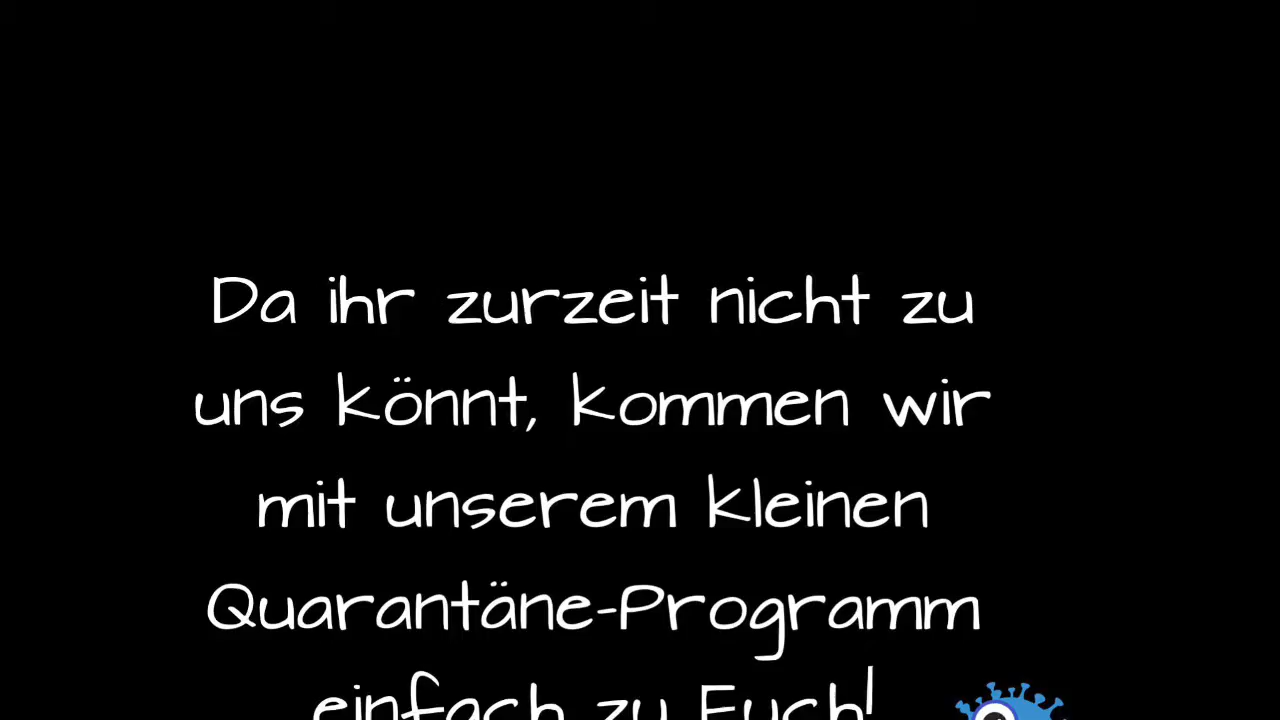 Da ihr zurzeit nicht zu
uns könnt, kommen wir
mit unserem kleinen
Quarantäne-Programm
einfach zu Euch!